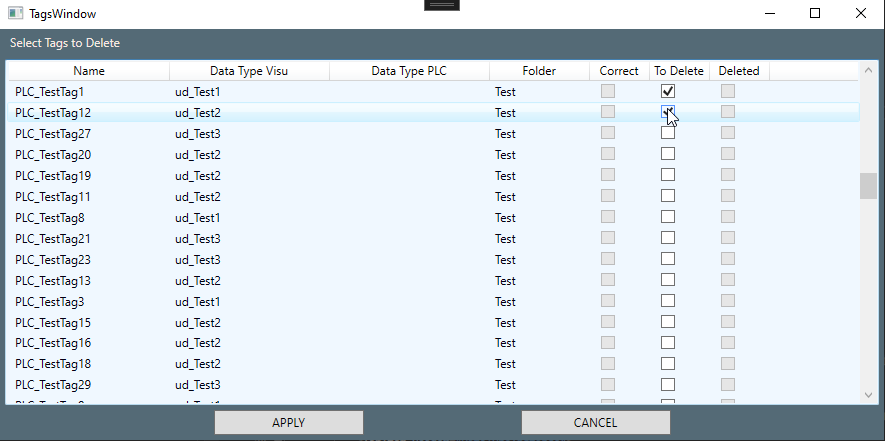 TagsWindow
Select Tags to Delete
Name Data Type Visu Data Type PLC Folder Correct To Delete Deleted
PLC_TestTag1 ud_Test1 Test
PLC_TestTag12 ud_Test2 Test
PLC_TestTag27 ud_Test3 Test
PLC_TestTag20 ud_Test2 Test
PLC_TestTag19 ud_Test2 Test
PLC_TestTag11 ud_Test2 Test
PLC_TestTag8 ud_Test1 Test
PLC_TestTag21 ud_Test3 Test
PLC_TestTag23 ud_Test3 Test
PLC_TestTag13 ud_Test2 Test
PLC_TestTag3 ud_Test1 Test
PLC_TestTag15 ud_Test2 Test
PLC_TestTag16 ud_Test2 Test
PLC_TestTag18 ud_Test2 Test
PLC_TestTag29 ud_Test3 Test
APPLY CANCEL